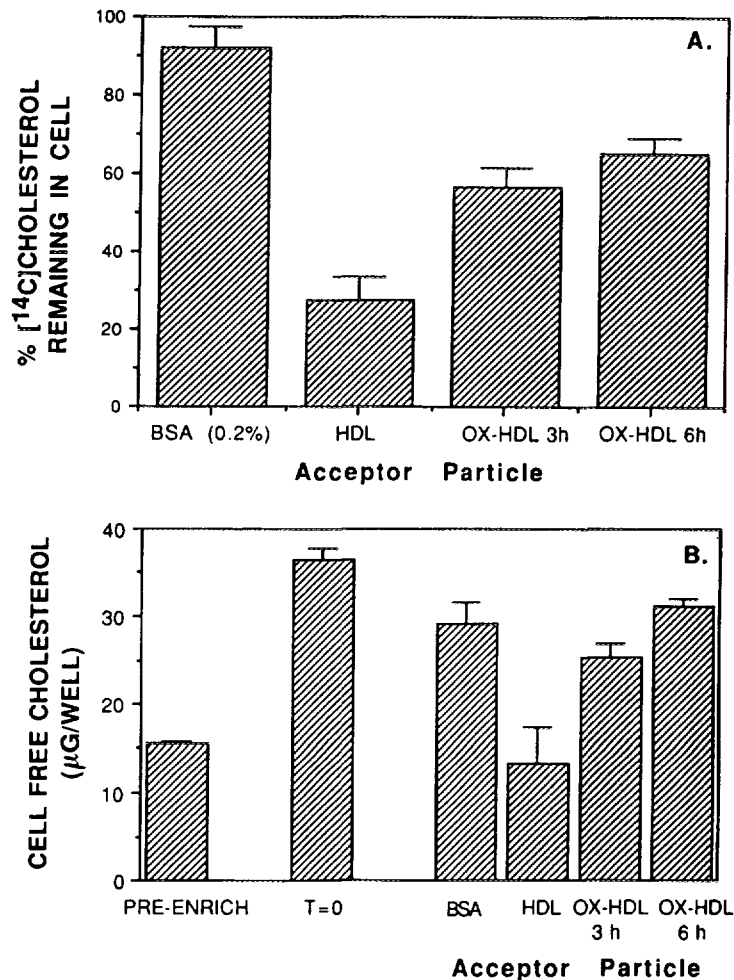 A.
% [14C]CHOLESTEROL
REMAINING IN CELL
100
80
60
40
20
0
BSA (0.2%) HDL OX-HDL 3h OX-HDL 6h
Acceptor Particle
B.
CELL FREE CHOLESTEROL
(µG/WELL)
40
30
20
10
0
PRE-ENRICH T=0 BSA HDL OX-HDL OX-HDL
3 h 6 h
Acceptor Particle